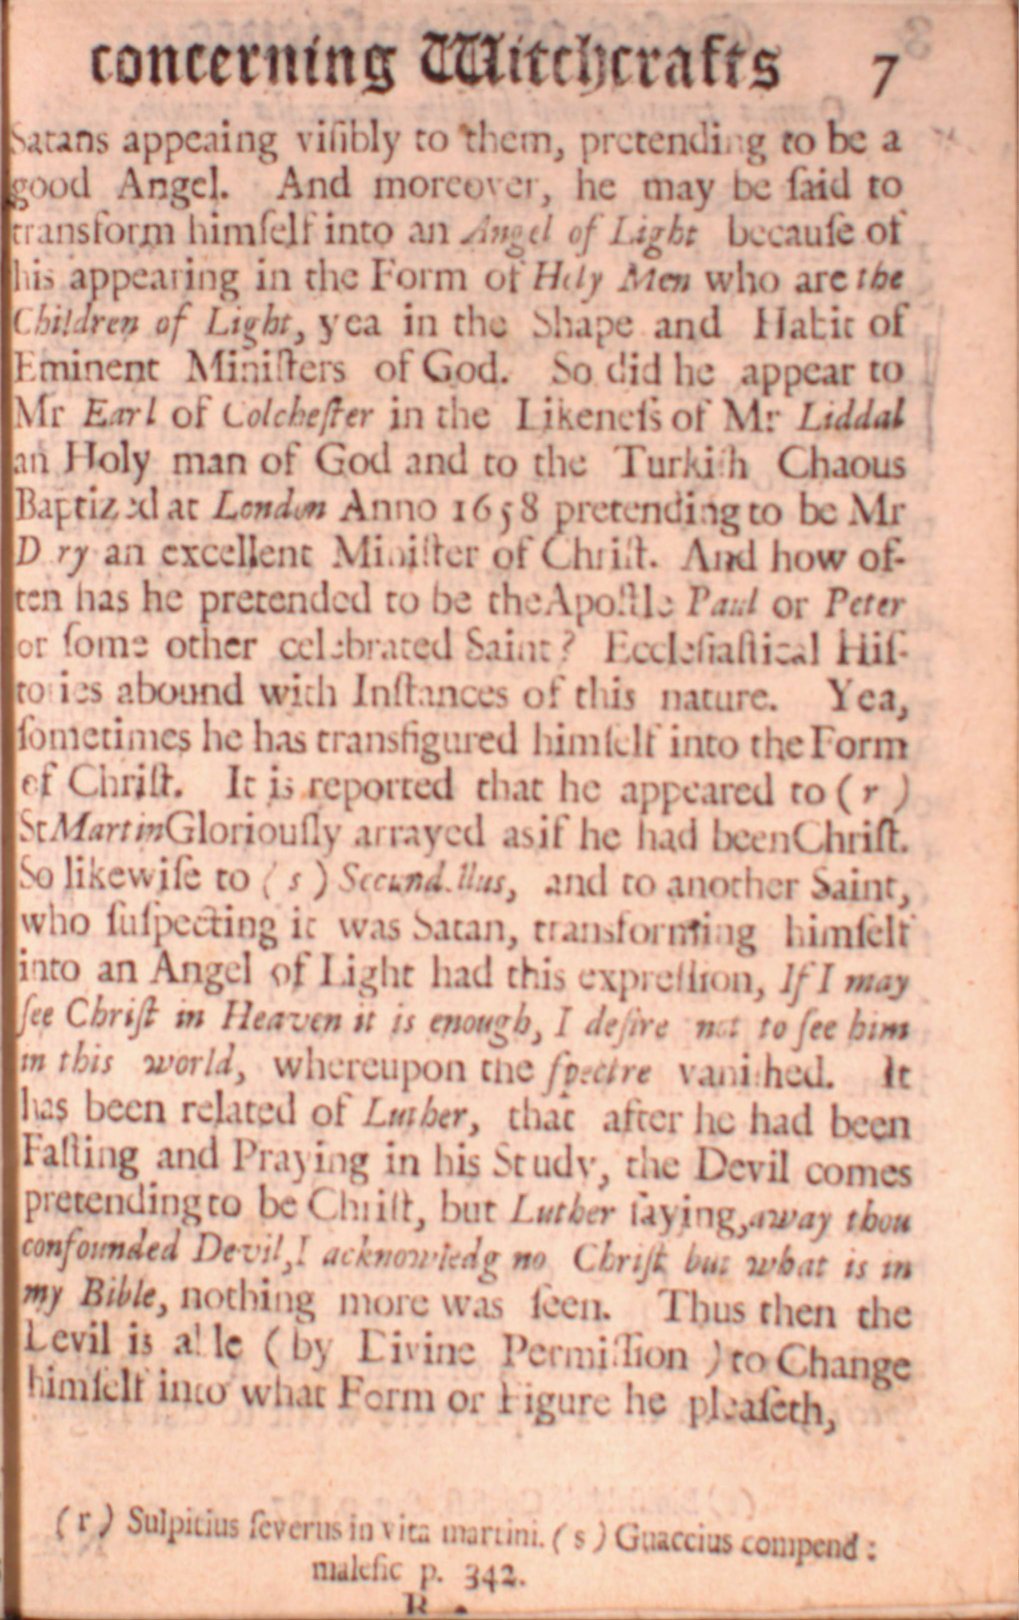 concerning Witchcrafts 7
Satans appeaing viſibly to them, pretending to be a
good Angel. And moreover, he may be ſaid to
transform himſelf into an Angel of Light becauſe of
his appearing in the Form of Holy Men who are the
Children of Light, yea in the Shape and Habit of
Eminent Miniſters of God. So did he appear to
Mr Earl of Colcheſter in the Likeneſs of Mr Liddal
an Holy man of God and to the Turkiſh Chaous
Baptized at London Anno 1658 pretending to be Mr
an excellent Miniſter of Chriſt. And how of-
ten has he pretended to be theApoſtle Paul or Peter
or ſome other celebrated Saint? Eccleſiaſtical Hiſ-
tories abound with Inſtances of this nature. Yea,
ſometimes he has transfigured himſelf into the Form
of Chriſt. It is reported that he appeared to ( r )
St MartinGloriouſly arrayed as if he had beenChriſt.
So likewiſe to ( s ) Secundillus, and to another Saint,
who ſuſpecting it was Satan, transforming himſelf
into an Angel of Light had this expreſſion, If I may
ſee Chriſt in Heaven it is enough, I deſire not to ſee him
in this world, whereupon the ſpectre vaniſhed. It
has been related of Luther, that after he had been
Faſting and Praying in his Study, the Devil comes
pretending to be Chriſt, but Luther ſaying,away thou
confounded Devil,I acknowledg no Chriſt but what is in
my Bible, nothing more was ſeen. Thus then the
Devil is able ( by Divine Permiſſion ) to Change
himſelf into what Form or Figure he pleaſeth,
( r ) Sulpitius ſeverus in vita martini. ( s ) Guaccius compend :
malefic p. 342.